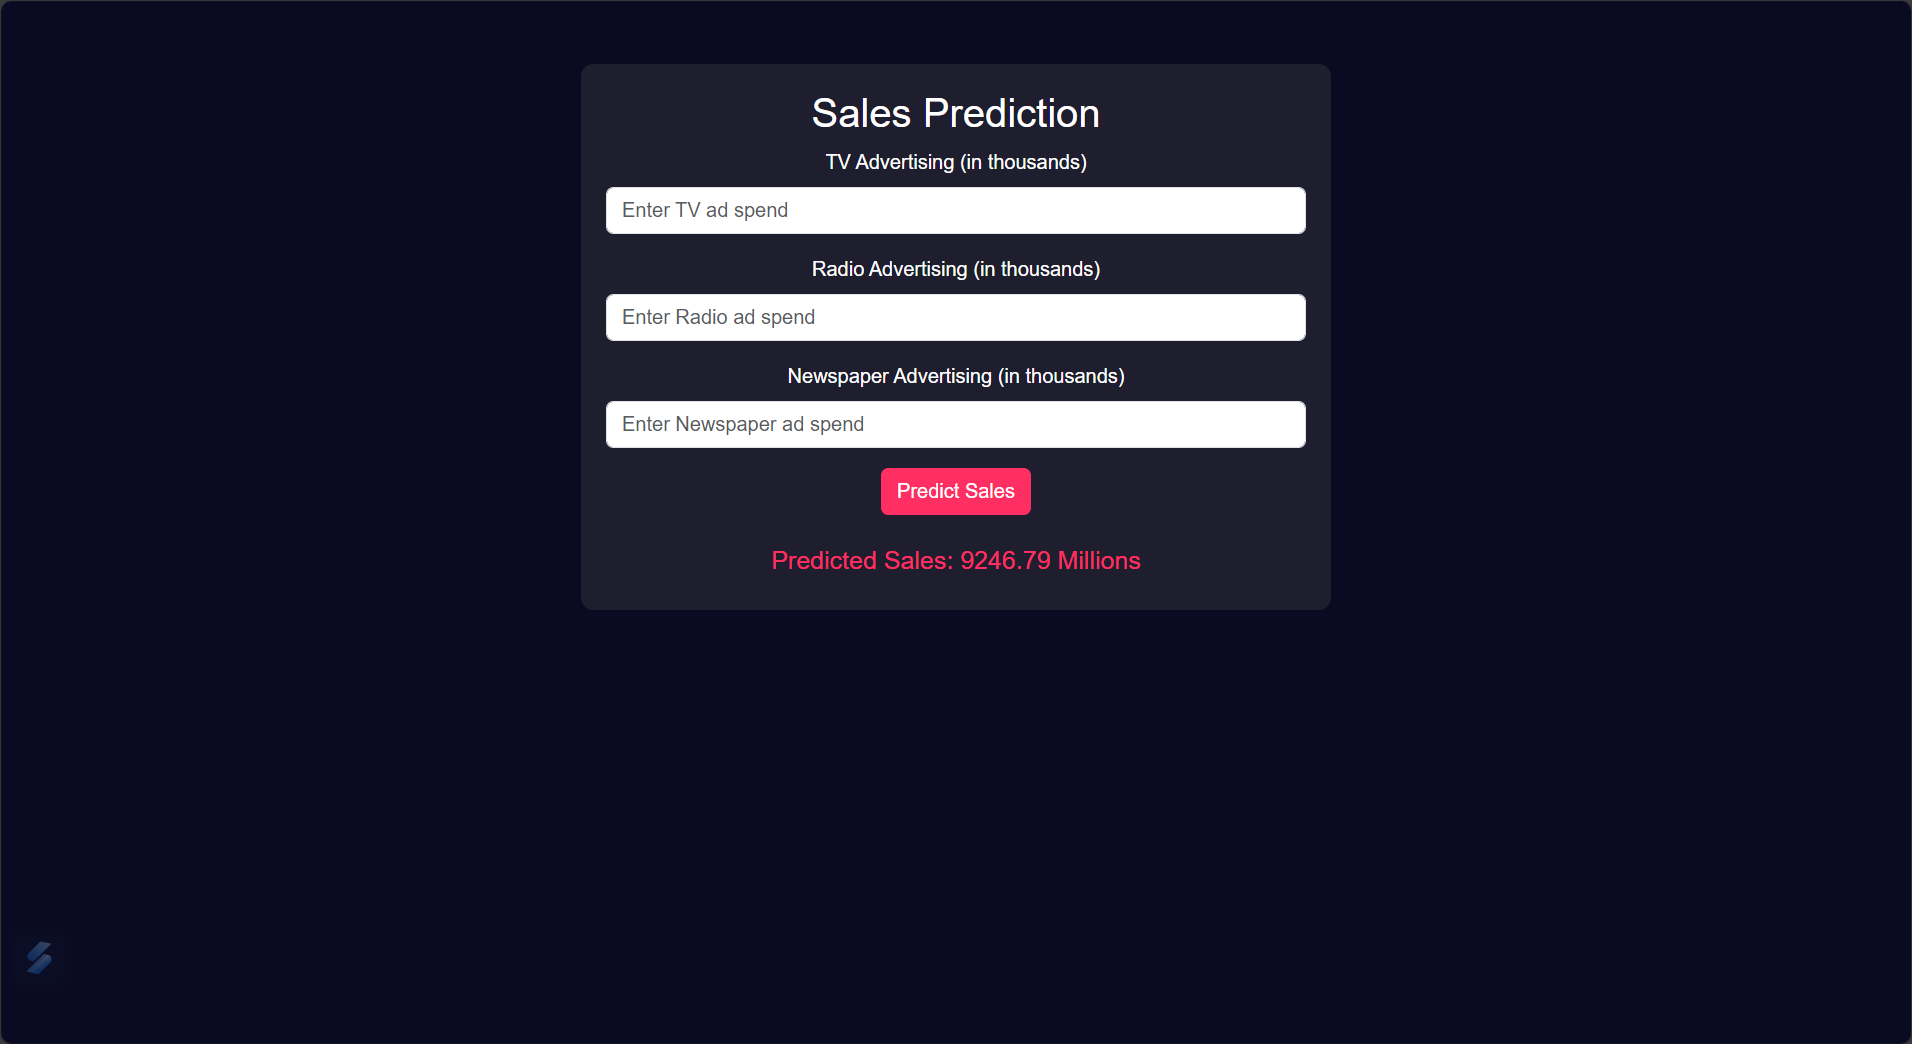 Sales Prediction
TV Advertising (in thousands)
Enter TV ad spend
Radio Advertising (in thousands)
Enter Radio ad spend
Newspaper Advertising (in thousands)
Enter Newspaper ad spend
Predict Sales
Predicted Sales: 9246.79 Millions